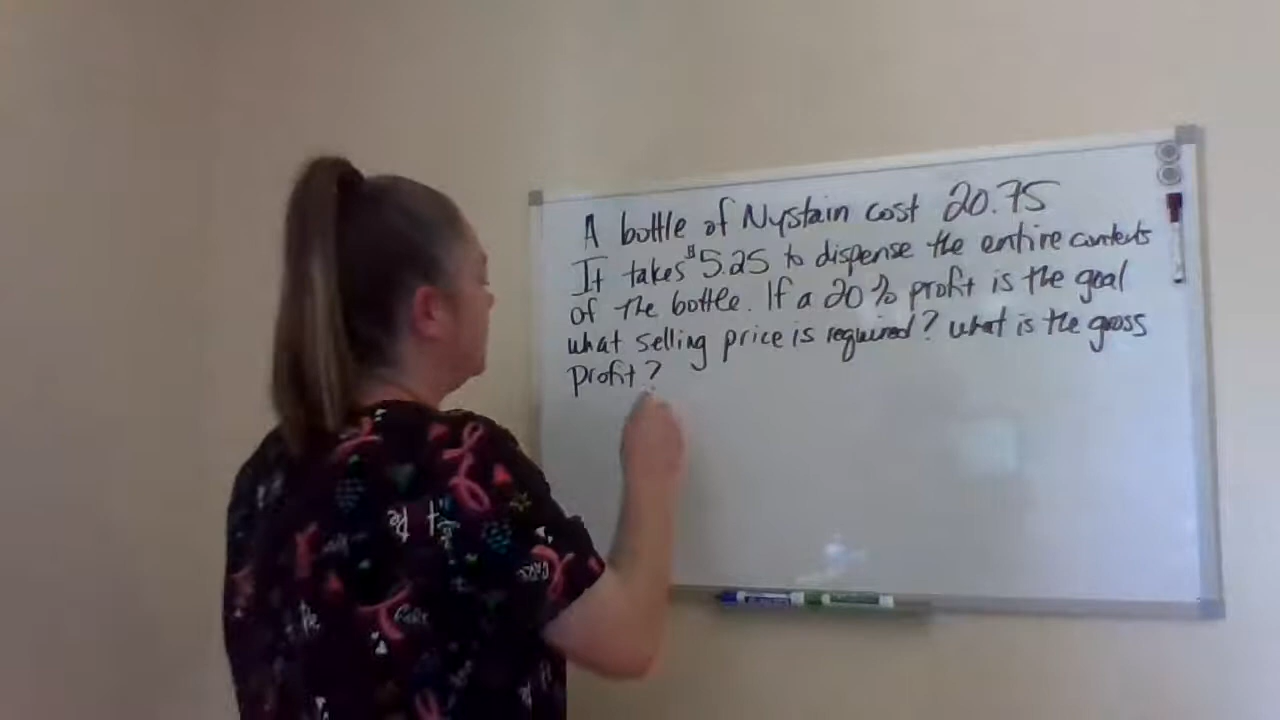 A bottle of Nystain cost 20.75
It takes $5.25 to dispense the entire contents
of the bottle. If a 20% profit is the goal
what selling price is required? what is the gross
profit?